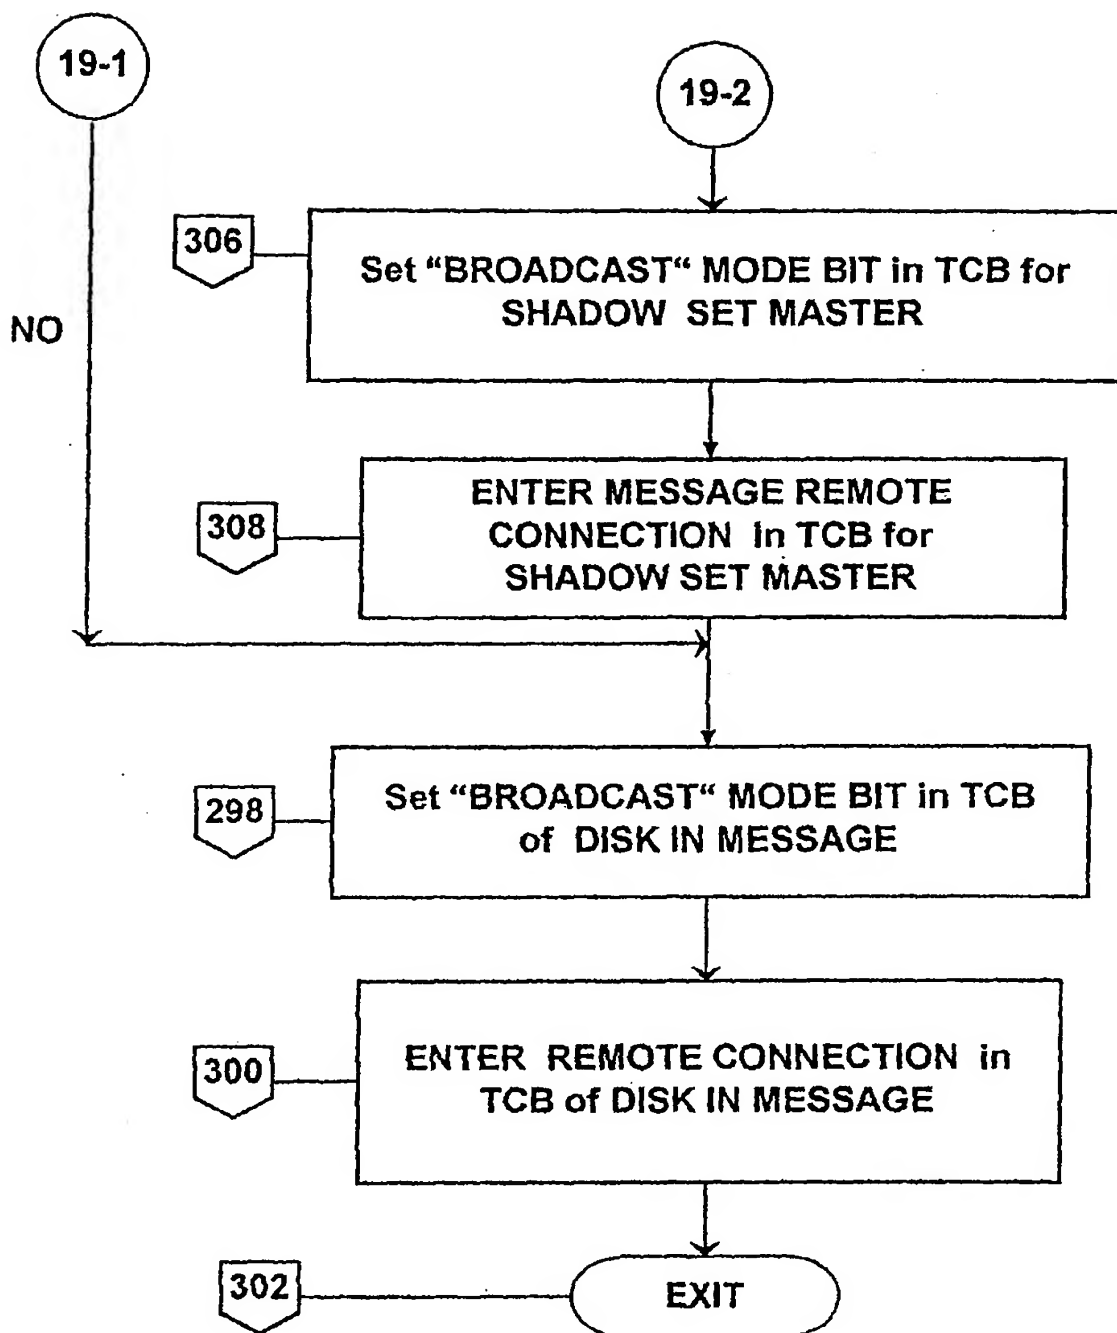 19-1
19-2
306
Set “BROADCAST“ MODE BIT in TCB for
SHADOW SET MASTER
NO
308
ENTER MESSAGE REMOTE
CONNECTION in TCB for
SHADOW SET MASTER
298
Set “BROADCAST“ MODE BIT in TCB
of DISK IN MESSAGE
300
ENTER REMOTE CONNECTION in
TCB of DISK IN MESSAGE
302
EXIT